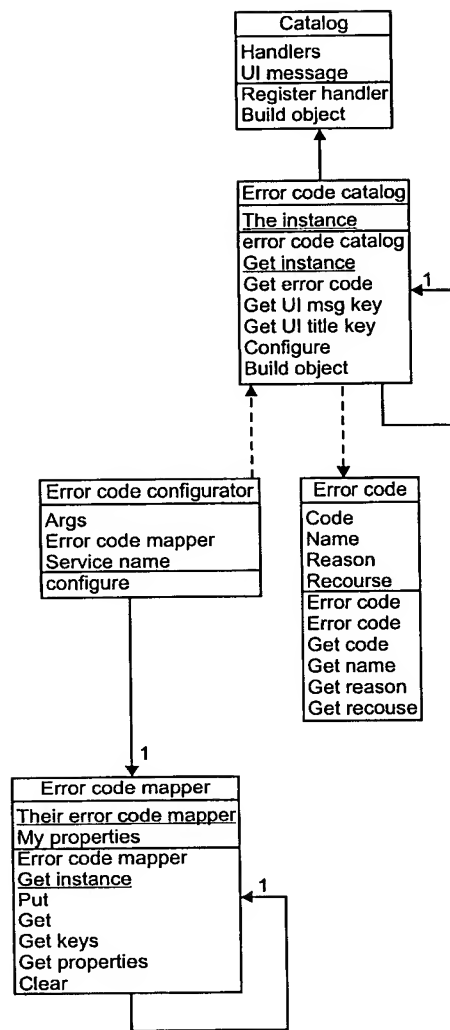 Catalog
Handlers
UI message
Register handler
Build object
Error code catalog
The instance
error code catalog
Get instance
Get error code
Get UI msg key
Get UI title key
Configure
Build object
1
Error code configurator
Args
Error code mapper
Service name
configure
Error code
Code
Name
Reason
Recourse
Error code
Error code
Get code
Get name
Get reason
Get recouse
1
Error code mapper
Their error code mapper
My properties
Error code mapper
Get instance
Put
Get
Get keys
Get properties
Clear
1